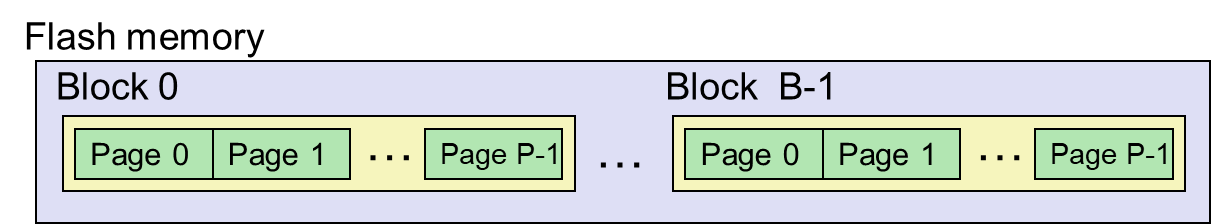 Flash memory
Block 0 Block B-1
Page 0 Page 1 ... Page P-1 ... Page 0 Page 1 ... Page P-1